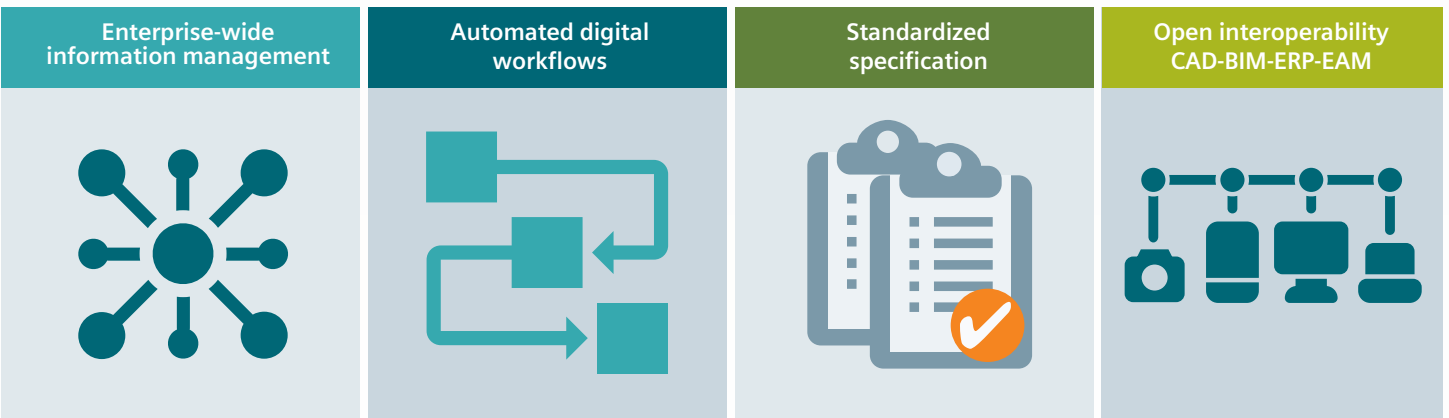 Enterprise-wide
information management
Automated digital
workflows
Standardized
specification
Open interoperability
CAD-BIM-ERP-EAM